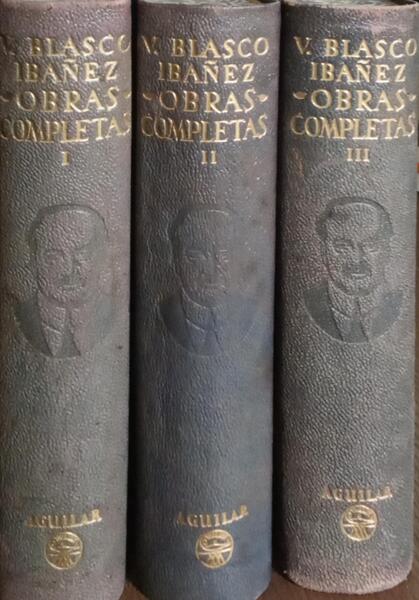 V. BLASCO
IBAÑEZ
OBRAS
COMPLETAS
I
AGUILAR
V. BLASCO
IBAÑEZ
OBRAS
COMPLETAS
II
AGUILAR
V. BLASCO
IBAÑEZ
OBRAS
COMPLETAS
III
AGUILAR